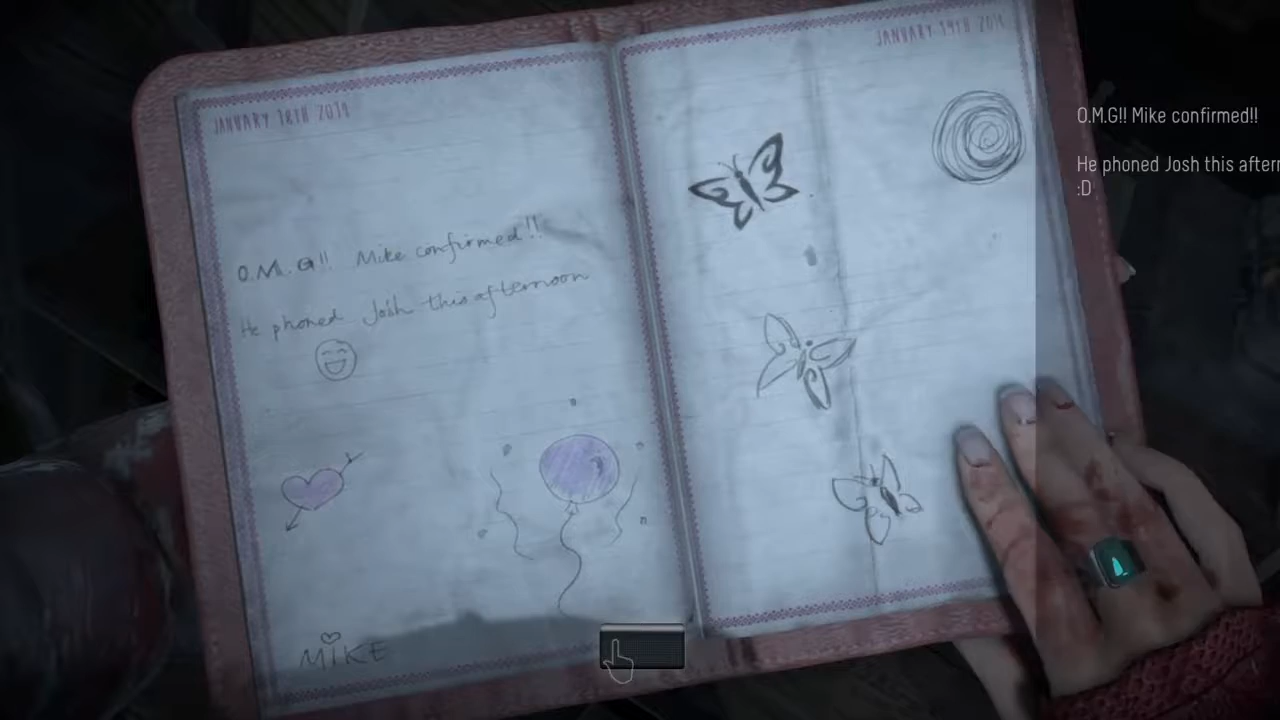 JANUARY 18TH 2014
O.M.G!! Mike confirmed!!
He phoned Josh this afternoon
MIKE
JANUARY 19TH 2014
O.M.G!! Mike confirmed!!
He phoned Josh this aftern
:D